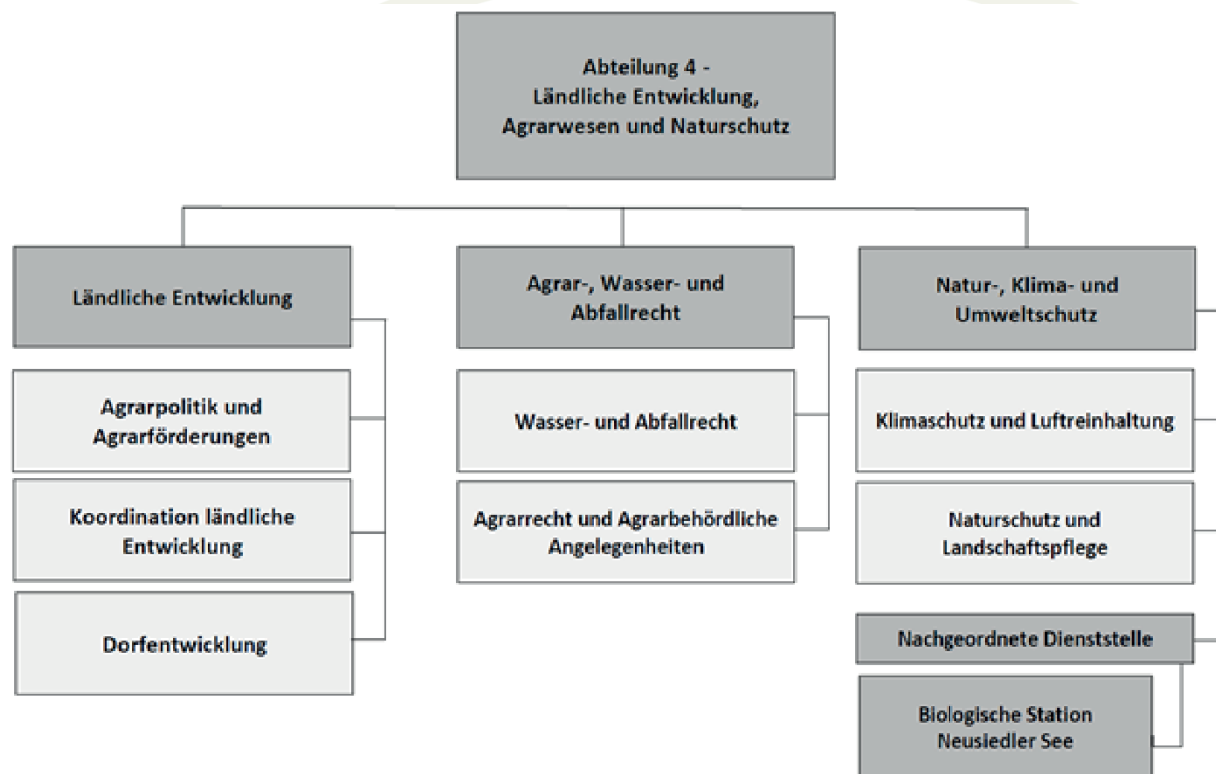 Abteilung 4 -
Ländliche Entwicklung,
Agrarwesen und Naturschutz
Ländliche Entwicklung
Agrarpolitik und
Agrarförderungen
Koordination ländliche
Entwicklung
Dorfentwicklung
Agrar-, Wasser- und
Abfallrecht
Wasser- und Abfallrecht
Agrarrecht und Agrarbehördliche
Angelegenheiten
Natur-, Klima- und
Umweltschutz
Klimaschutz und Luftreinhaltung
Naturschutz und
Landschaftspflege
Nachgeordnete Dienststelle
Biologische Station
Neusiedler See